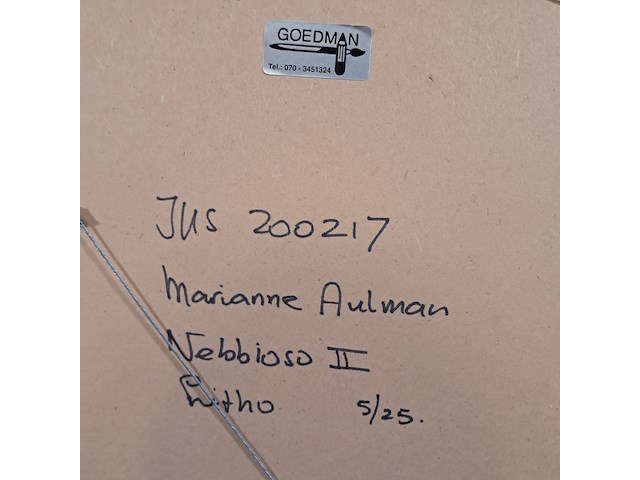 GOEDMAN
Tel.: 070 - 3451324
JKS 200217
Marianne Aulman
Nebbioso II
Litho 5/25.